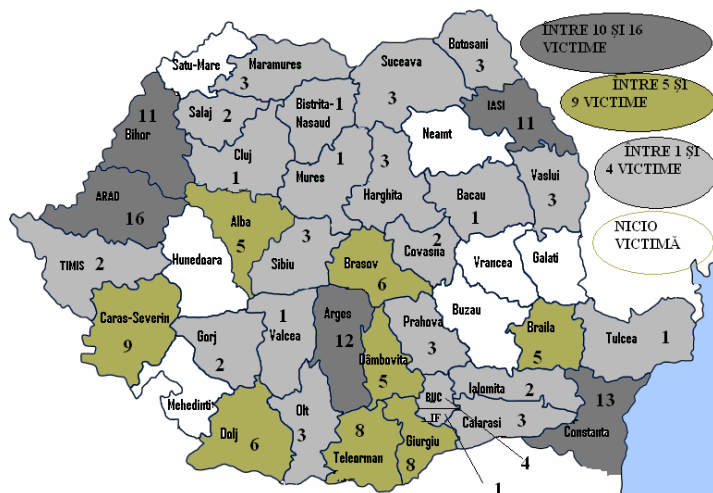 Botosani
3
Satu-Mare
Maramures
3
Suceava
3
ÎNTRE 10 ȘI 16
VICTIME
ÎNTRE 5 ȘI
9 VICTIME
ÎNTRE 1 ȘI
4 VICTIME
NICIO
VICTIMĂ
11
Bihor
Salaj
2
Bistrita-
Nasaud
1
IASI
11
Neamt
Cluj
1
Mures
1
3
Harghita
Bacau
1
Vaslui
3
ARAD
16
Alba
5
TIMIS
2
Hunedoara
3
Sibiu
Brasov
6
2
Covasna
Vrancea
Galati
Caras-Severin
9
Gorj
2
1
Valcea
Arges
12
Dâmbovita
5
Prahova
3
Buzau
Braila
5
Tulcea
1
Mehedinti
Dolj
6
Olt
3
8
Teleorman
Giurgiu
8
BUC
IF
Ialomita
2
Calarasi
3
13
Constanta
4
1